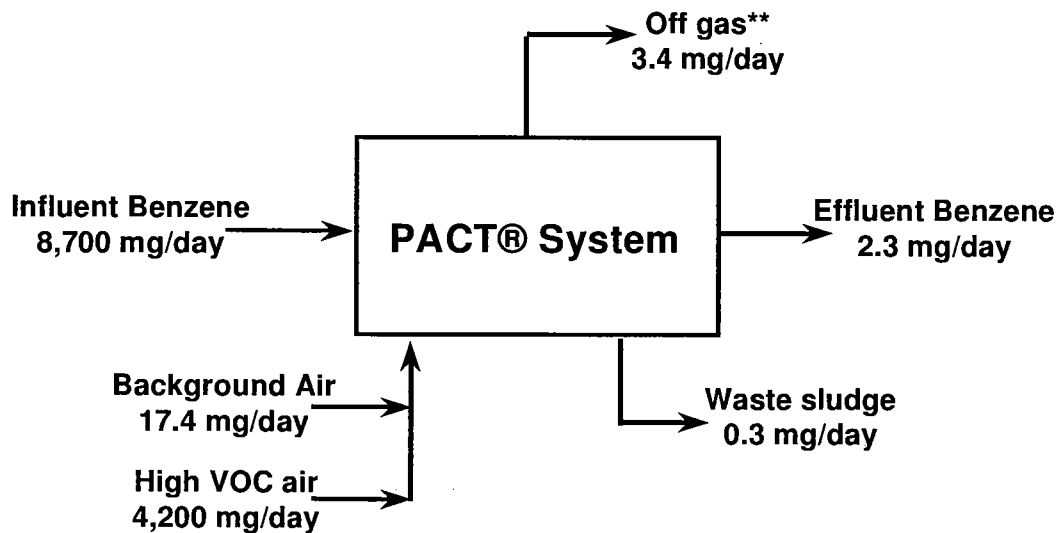 Off gas**
3.4 mg/day
Influent Benzene
8,700 mg/day
PACT® System
Effluent Benzene
2.3 mg/day
Background Air
17.4 mg/day
Waste sludge
0.3 mg/day
High VOC air
4,200 mg/day